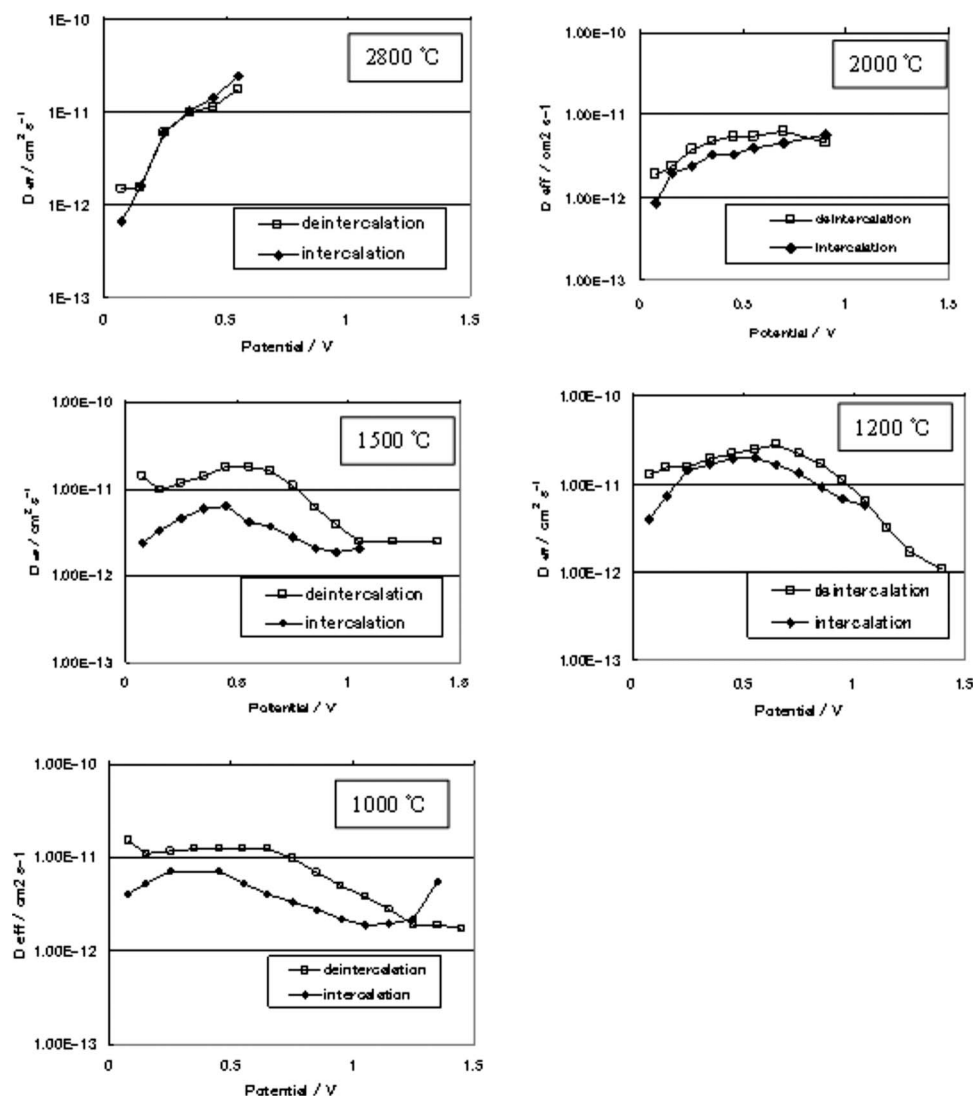 1E-10
2800 ℃
1E-11
D eff / cm² s⁻¹
1E-12
deintercalation
intercalation
1E-13
0 0.5 1 1.5
Potential / V
1.00E-10
2000 ℃
1.00E-11
D eff / cm2 s-1
1.00E-12
deintercalation
intercalation
1.00E-13
0 0.5 1 1.5
Potential / V
1.00E-10
1500 ℃
1.00E-11
D eff / cm² s⁻¹
1.00E-12
deintercalation
intercalation
1.00E-13
0 0.5 1 1.5
Potential / V
1.00E-10
1200 ℃
1.00E-11
D eff / cm² s⁻¹
1.00E-12
deintercalation
intercalation
1.00E-13
0 0.5 1 1.5
Potential / V
1.00E-10
1000 ℃
1.00E-11
D eff / cm2 s-1
1.00E-12
deintercalation
intercalation
1.00E-13
0 0.5 1 1.5
Potential / V